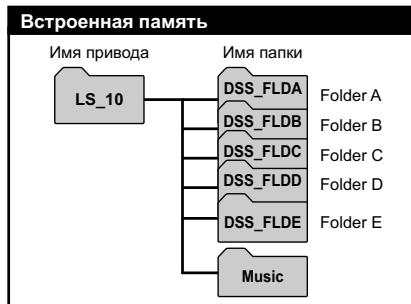 Встроенная память
Имя привода Имя папки
LS_10
DSS_FLDA Folder A
DSS_FLDB Folder B
DSS_FLDC Folder C
DSS_FLDD Folder D
DSS_FLDE Folder E
Music